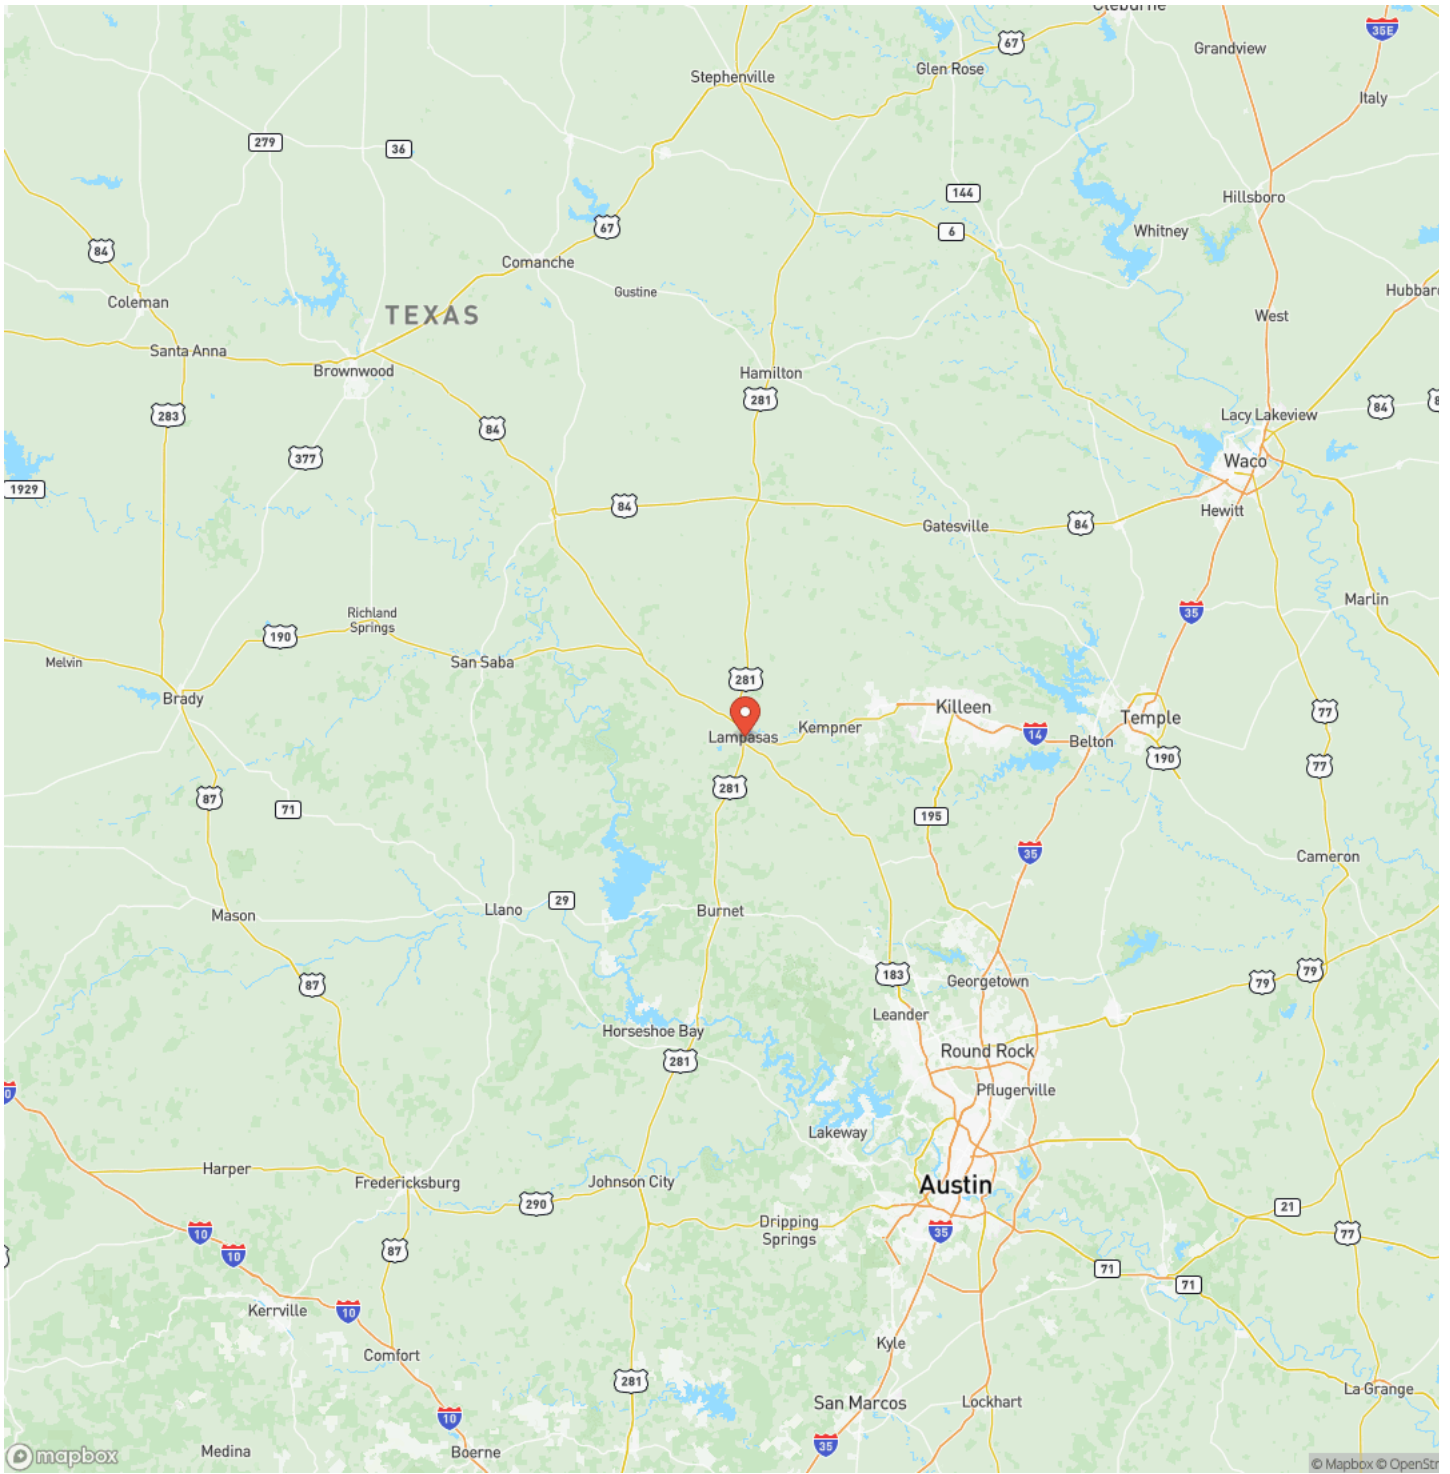 Cleburne
35E
67
Grandview
Stephenville
Glen Rose
Italy
279
36
144
Hillsboro
67
6
Whitney
84
Comanche
Gustine
Hubbard
Coleman
TEXAS
West
Santa Anna
Brownwood
Hamilton
281
283
84
Lacy Lakeview
84
377
Waco
1929
84
Hewitt
Gatesville
84
Marlin
Richland
Springs
35
190
Melvin
San Saba
281
Brady
Killeen
77
Temple
Kempner
Lampasas
14
Belton
190
77
281
87
71
195
35
Cameron
29
Llano
Burnet
Mason
183
79
79
87
Georgetown
Leander
Horseshoe Bay
Round Rock
281
Pflugerville
Lakeway
Harper
Fredericksburg
Johnson City
Austin
290
21
Dripping
Springs
10
35
77
87
10
71
71
Kerrville
10
Kyle
Comfort
281
La Grange
San Marcos
Lockhart
10
35
Medina
Boerne
mapbox
© Mapbox © OpenStr